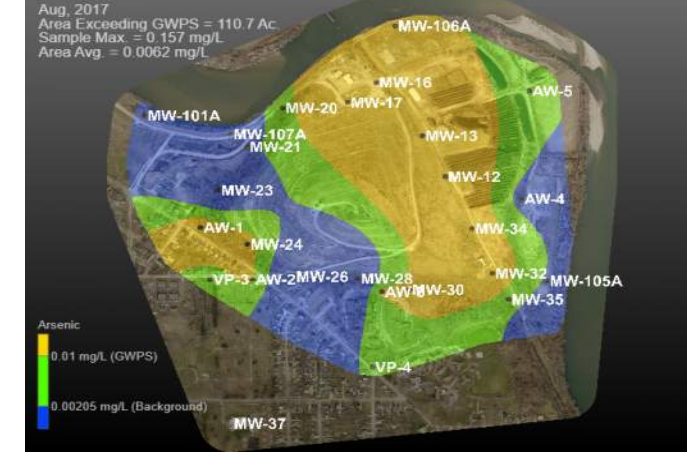 Aug, 2017
Area Exceeding GWPS = 110.7 Ac.
Sample Max. = 0.157 mg/L
Area Avg. = 0.0062 mg/L
MW-106A
MW-16
AW-5
MW-17
MW-20
MW-101A
MW-107A
MW-13
MW-21
MW-12
MW-23
AW-4
AW-1
MW-34
MW-24
MW-32
VP-3
AW-2
MW-26
MW-28
MW-105A
MW-30
MW-35
Arsenic
0.01 mg/L (GWPS)
VP-4
0.00205 mg/L (Background)
MW-37